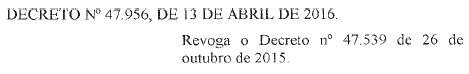 DECRETO Nº 47.956, DE 13 DE ABRIL DE 2016.
Revoga o Decreto nº 47.539 de 26 de
outubro de 2015.